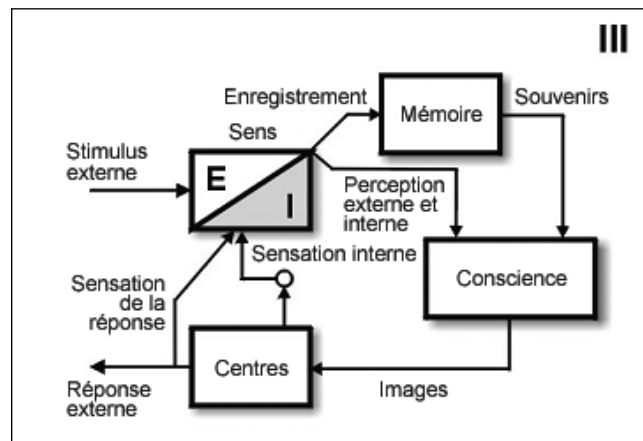 III
Enregistrement
Mémoire
Souvenirs
Sens
Stimulus
externe
E
I
Perception
externe et
interne
Sensation interne
Conscience
Sensation
de la
réponse
Centres
Réponse
externe
Images